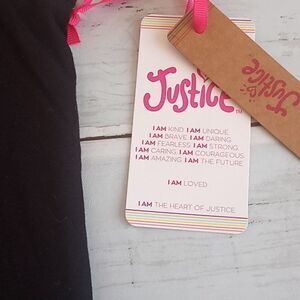 Justice
TM
I AM KIND. I AM UNIQUE.
I AM BRAVE. I AM DARING.
I AM FEARLESS. I AM STRONG.
I AM CARING. I AM COURAGEOUS.
I AM AMAZING. I AM THE FUTURE.
I AM LOVED
I AM THE HEART OF JUSTICE.
Justice